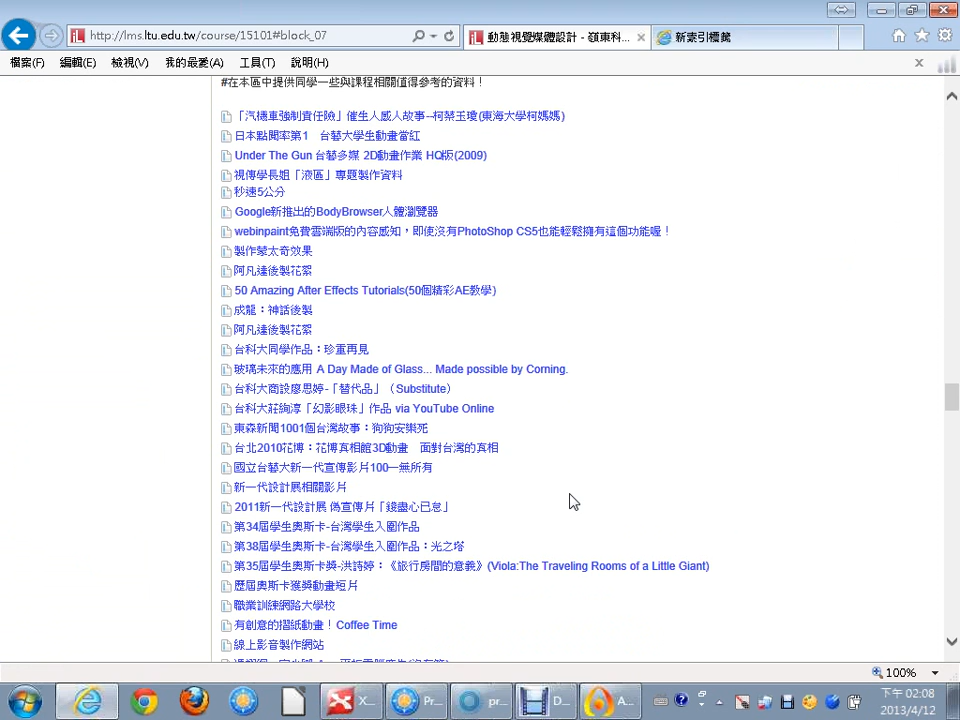 http://lms.ltu.edu.tw/course/15101#block_07
動態視覺媒體設計 - 嶺東科...
新索引標籤
檔案(F) 編輯(E) 檢視(V) 我的最愛(A) 工具(T) 說明(H)
#在本區中提供同學一些與課程相關值得參考的資料！
「汽機車強制責任險」催生人感人故事--柯蔡玉瓊(東海大學柯媽媽)
日本點閱率第1 台藝大學生動畫當紅
Under The Gun 台藝多媒 2D動畫作業 HQ版(2009)
視傳學長姐「液區」專題製作資料
秒速5公分
Google新推出的BodyBrowser人體瀏覽器
webinpaint免費雲端版的內容感知，即使沒有PhotoShop CS5也能輕鬆擁有這個功能喔！
製作蒙太奇效果
阿凡達後製花絮
50 Amazing After Effects Tutorials(50個精彩AE教學)
成龍：神話後製
阿凡達後製花絮
台科大同學作品：珍重再見
玻璃未來的應用 A Day Made of Glass... Made possible by Corning.
台科大商設廖思婷-「替代品」（Substitute）
台科大莊絢淳「幻影眼珠」作品 via YouTube Online
東森新聞1001個台灣故事：狗狗安樂死
台北2010花博：花博真相館3D動畫 面對台灣的真相
國立台藝大新一代宣傳影片100一無所有
新一代設計展相關影片
2011新一代設計展 偽宣傳片「錢盡心已怠」
第34屆學生奧斯卡-台灣學生入圍作品
第38屆學生奧斯卡-台灣學生入圍作品：光之塔
第35屆學生奧斯卡獎-洪詩婷：《旅行房間的意義》(Viola:The Traveling Rooms of a Little Giant)
歷屆奧斯卡獲獎動畫短片
職業訓練網路大學校
有創意的摺紙動畫！Coffee Time
線上影音製作網站
100%
X...
Pr...
pr...
D...
A...
下午 02:08
2013/4/12